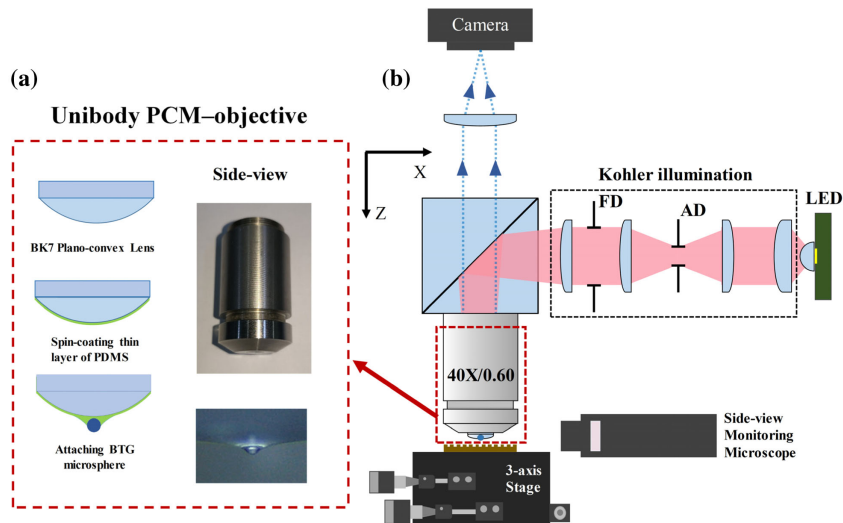 (a)
Unibody PCM–objective
Side-view
BK7 Plano-convex Lens
Spin-coating thin
layer of PDMS
Attaching BTG
microsphere
(b)
Camera
X
Z
Kohler illumination
FD
AD
LED
40X/0.60
3-axis
Stage
Side-view
Monitoring
Microscope